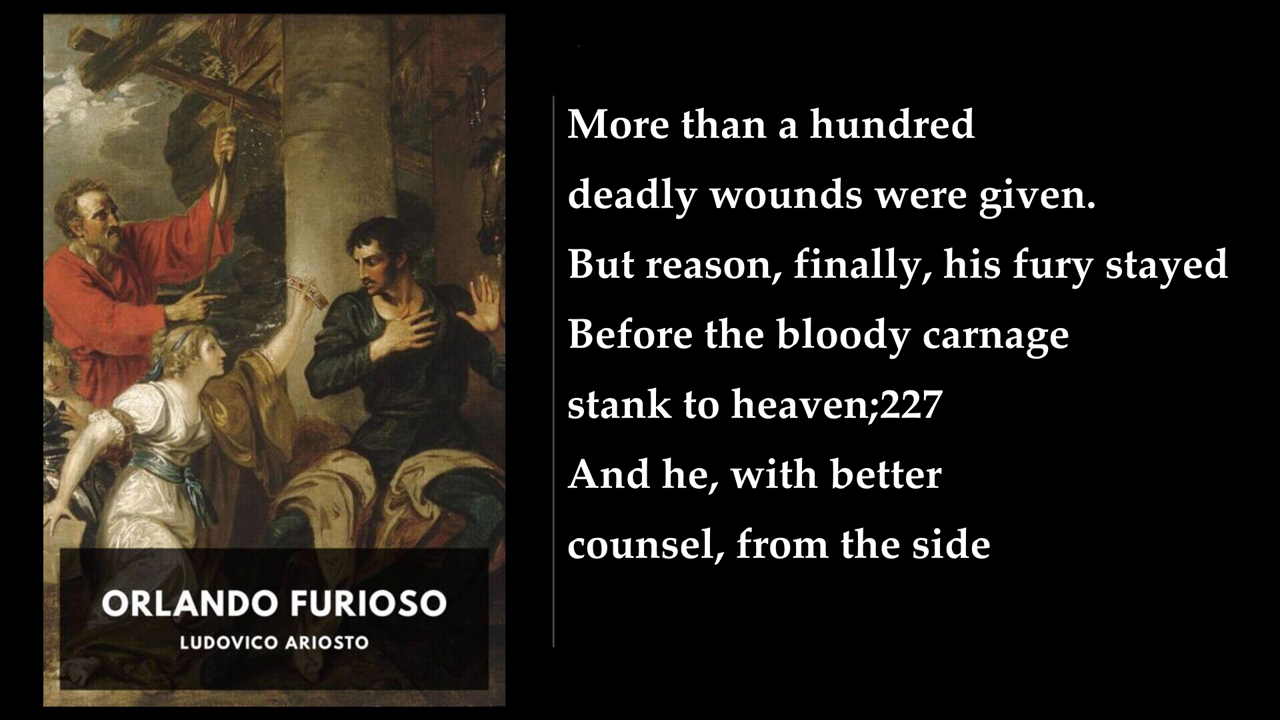 ORLANDO FURIOSO
LUDOVICO ARIOSTO
More than a hundred
deadly wounds were given.
But reason, finally, his fury stayed
Before the bloody carnage
stank to heaven;227
And he, with better
counsel, from the side